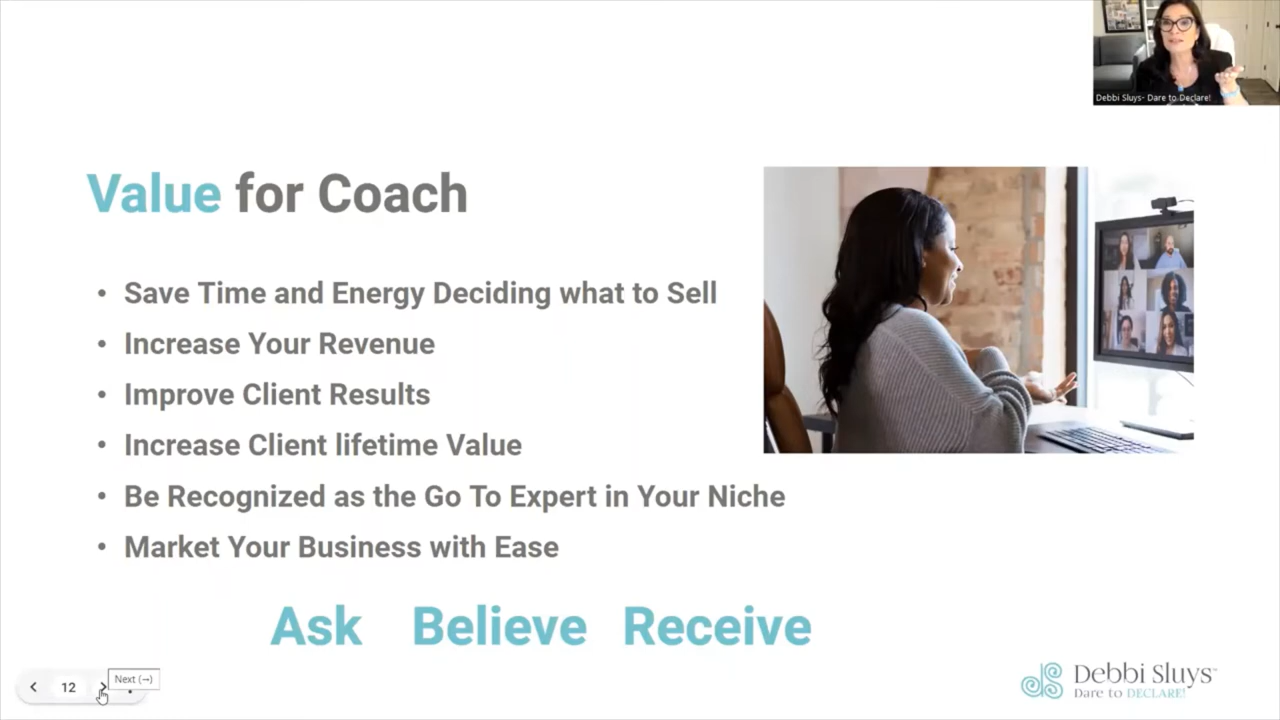 Debbi Sluys- Dare to Declare!
Value for Coach
• Save Time and Energy Deciding what to Sell
• Increase Your Revenue
• Improve Client Results
• Increase Client lifetime Value
• Be Recognized as the Go To Expert in Your Niche
• Market Your Business with Ease
Ask Believe Receive
Next (→)
12
Debbi Sluys™
Dare to DECLARE!